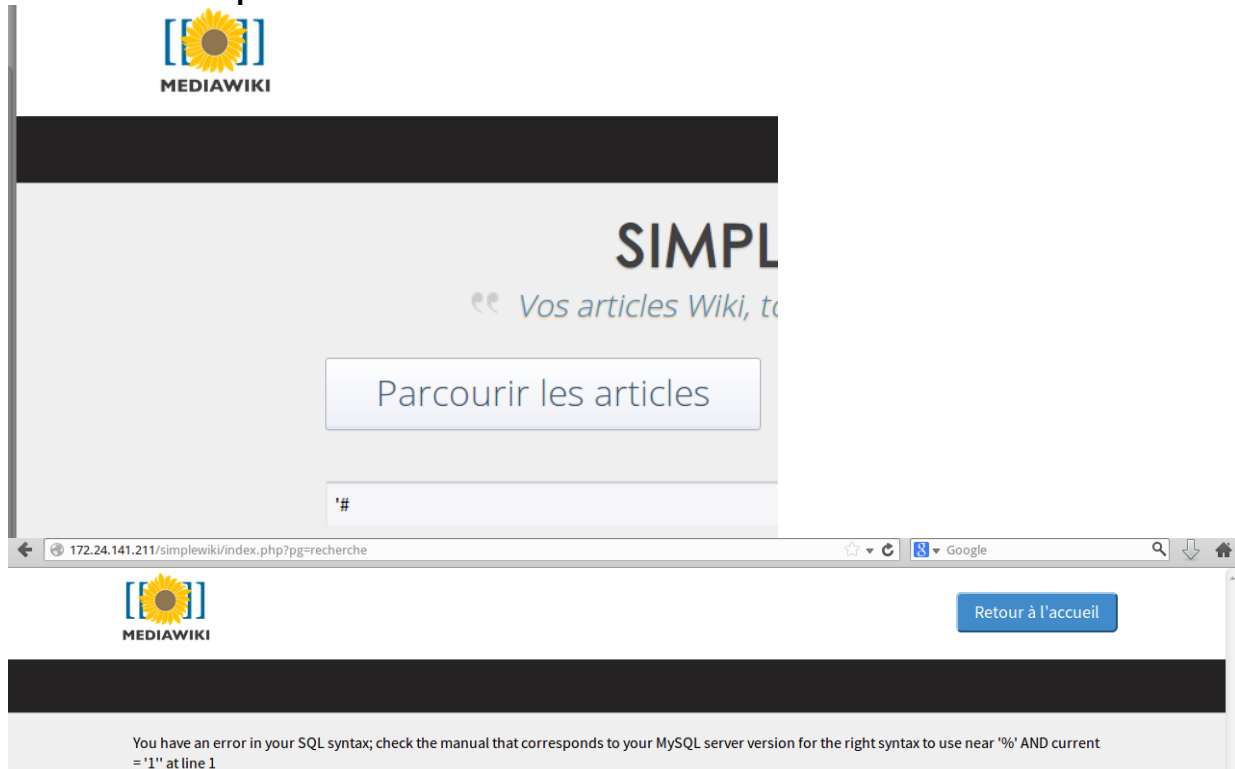 [[ ]]
MEDIAWIKI
SIMPL
Vos articles Wiki, to
Parcourir les articles
'#
172.24.141.211/simplewiki/index.php?pg=recherche
Google
[[ ]]
MEDIAWIKI
Retour à l'accueil
You have an error in your SQL syntax; check the manual that corresponds to your MySQL server version for the right syntax to use near '%' AND current
= '1'' at line 1